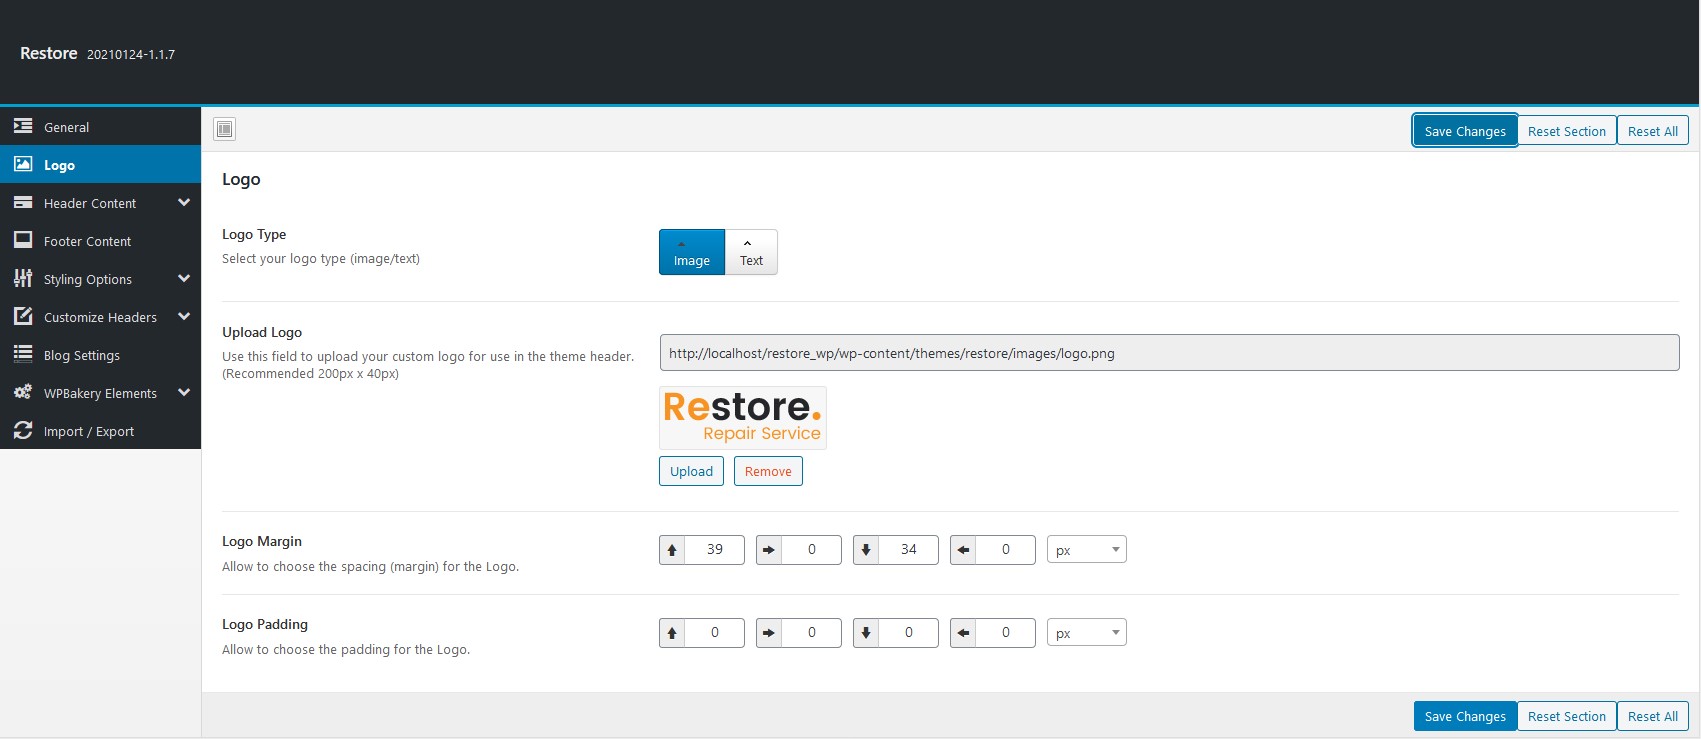 Restore 20210124-1.1.7
General
Logo
Header Content
Footer Content
Styling Options
Customize Headers
Blog Settings
WPBakery Elements
Import / Export
Save Changes Reset Section Reset All
Logo
Logo Type
Select your logo type (image/text)
Image Text
Upload Logo
Use this field to upload your custom logo for use in the theme header.
(Recommended 200px x 40px)
http://localhost/restore_wp/wp-content/themes/restore/images/logo.png
Restore.
Repair Service
Upload Remove
Logo Margin
Allow to choose the spacing (margin) for the Logo.
39 0 34 0 px
Logo Padding
Allow to choose the padding for the Logo.
0 0 0 0 px
Save Changes Reset Section Reset All